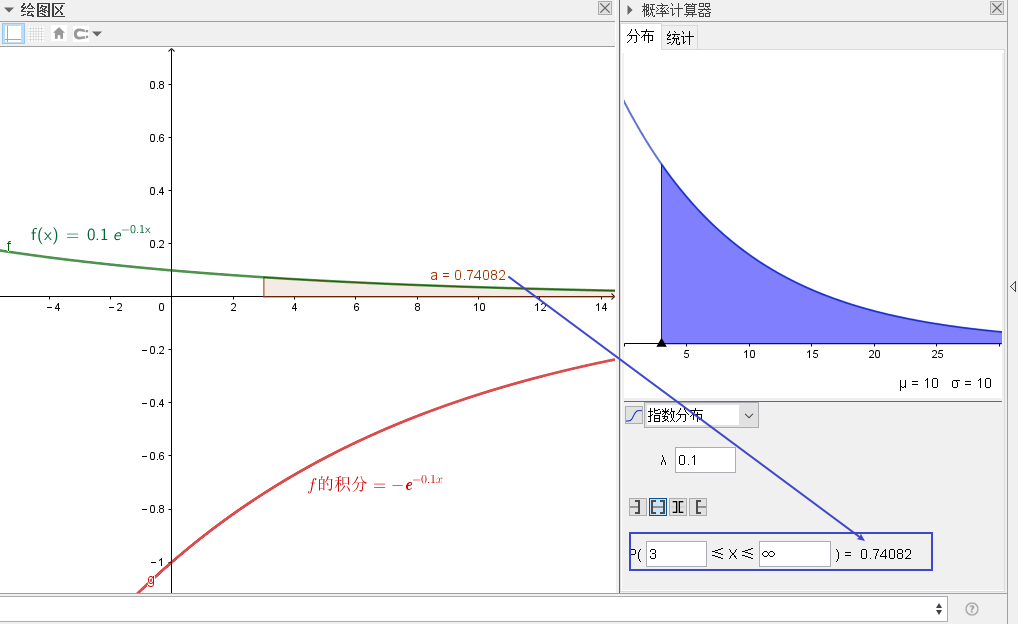 绘图区
0.8
0.6
0.4
f(x) = 0.1 e^{-0.1x}
0.2
f
a = 0.74082
−4 −2 0 2 4 6 8 10 12 14
−0.2
−0.4
−0.6
f的积分 = −e^{−0.1x}
−0.8
−1
g
概率计算器
分布 统计
5 10 15 20 25
μ = 10 σ = 10
指数分布
λ 0.1
P( 3 ≤ X ≤ ∞ ) = 0.74082